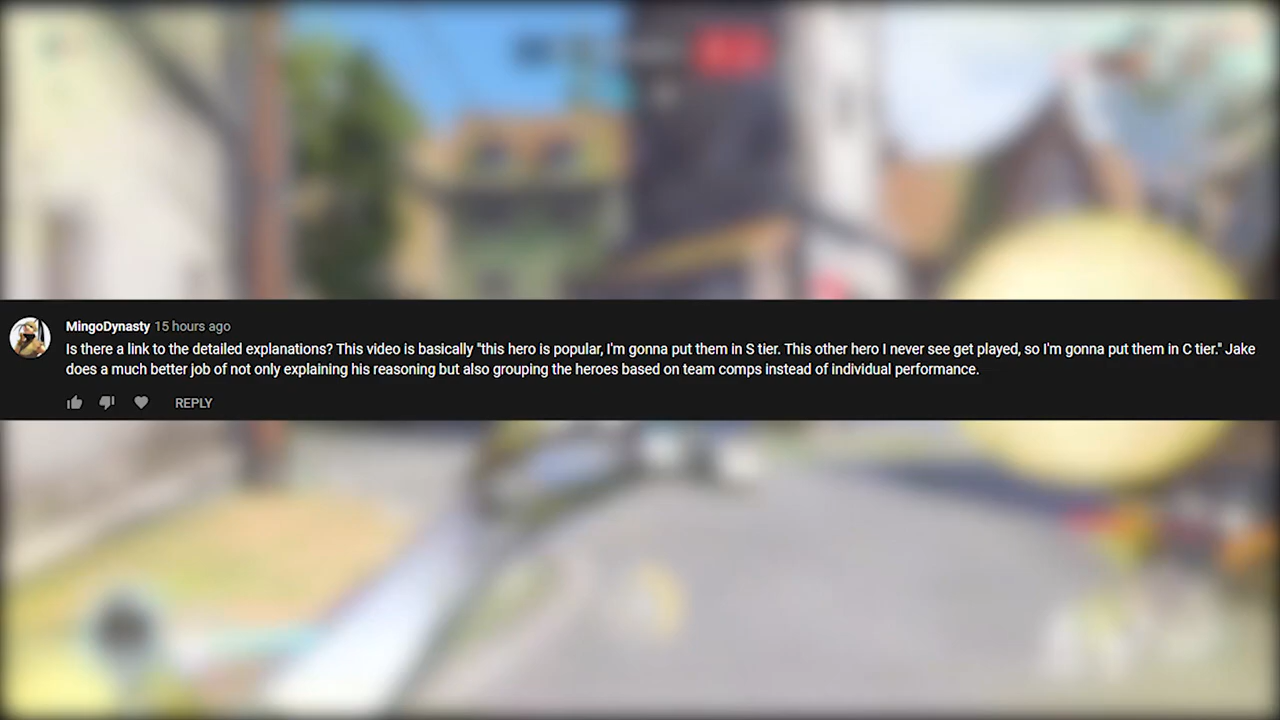 MingoDynasty 15 hours ago
Is there a link to the detailed explanations? This video is basically "this hero is popular, I'm gonna put them in S tier. This other hero I never see get played, so I'm gonna put them in C tier." Jake
does a much better job of not only explaining his reasoning but also grouping the heroes based on team comps instead of individual performance.
REPLY